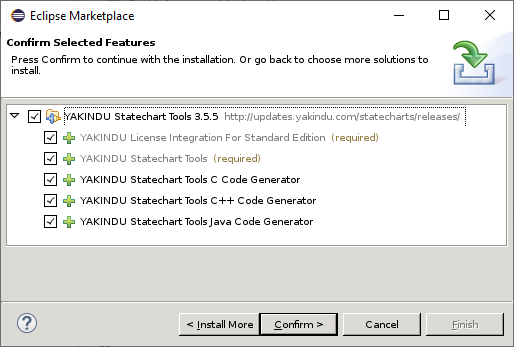 Eclipse Marketplace
Confirm Selected Features
Press Confirm to continue with the installation. Or go back to choose more solutions to
install.
YAKINDU Statechart Tools 3.5.5 http://updates.yakindu.com/statecharts/releases/
YAKINDU License Integration For Standard Edition (required)
YAKINDU Statechart Tools (required)
YAKINDU Statechart Tools C Code Generator
YAKINDU Statechart Tools C++ Code Generator
YAKINDU Statechart Tools Java Code Generator
? < Install More Confirm > Cancel Finish